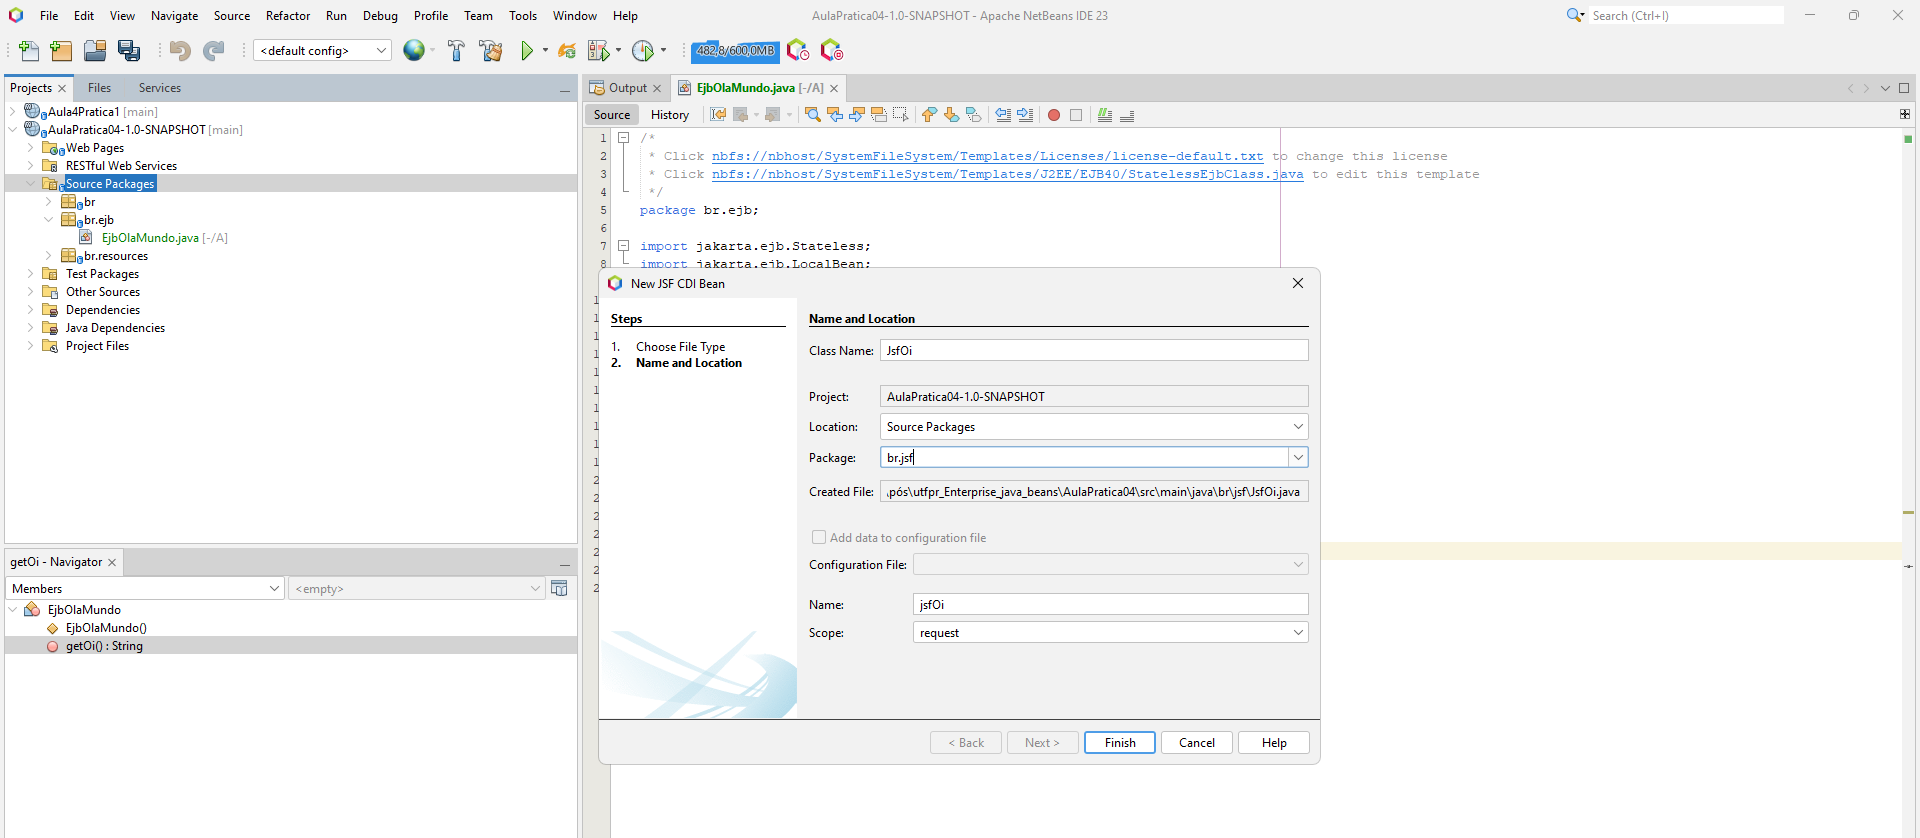 File Edit View Navigate Source Refactor Run Debug Profile Team Tools Window Help
AulaPratica04-1.0-SNAPSHOT - Apache NetBeans IDE 23
Search (Ctrl+I)
<default config>
482,8/600,0MB
Projects Files Services
Aula4Pratica1 [main]
AulaPratica04-1.0-SNAPSHOT [main]
Web Pages
RESTful Web Services
Source Packages
br
br.ejb
EjbOlaMundo.java [-/A]
br.resources
Test Packages
Other Sources
Dependencies
Java Dependencies
Project Files
getOi - Navigator
Members
<empty>
EjbOlaMundo
EjbOlaMundo()
getOi() : String
Output EjbOlaMundo.java [-/A]
Source History
1 /*
2 * Click nbfs://nbhost/SystemFileSystem/Templates/Licenses/license-default.txt to change this license
3 * Click nbfs://nbhost/SystemFileSystem/Templates/J2EE/EJB40/StatelessEjbClass.java to edit this template
4 */
5 package br.ejb;
6
7 import jakarta.ejb.Stateless;
8 import jakarta.ejb.LocalBean;
New JSF CDI Bean
Steps
1. Choose File Type
2. Name and Location
Name and Location
Class Name: JsfOi
Project: AulaPratica04-1.0-SNAPSHOT
Location: Source Packages
Package: br.jsf
Created File: .pós\utfpr_Enterprise_java_beans\AulaPratica04\src\main\java\br\jsf\JsfOi.java
Add data to configuration file
Configuration File:
Name: jsfOi
Scope: request
< Back Next > Finish Cancel Help